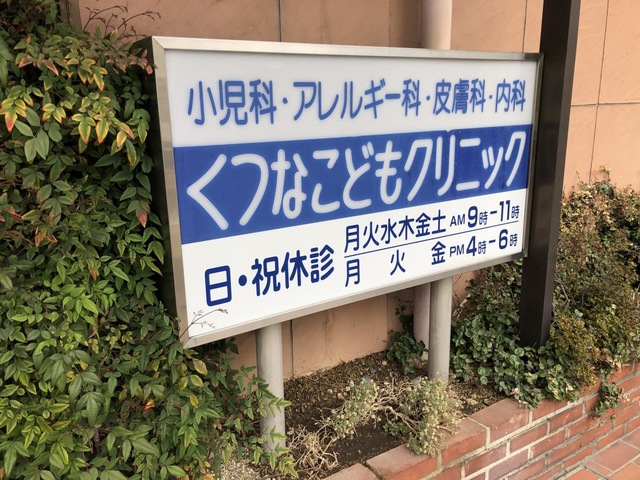 小児科・アレルギー科・皮膚科・内科
くつなこどもクリニック
日・祝休診
月火水木金土 AM 9時-11時
月 火 金 PM 4時-6時